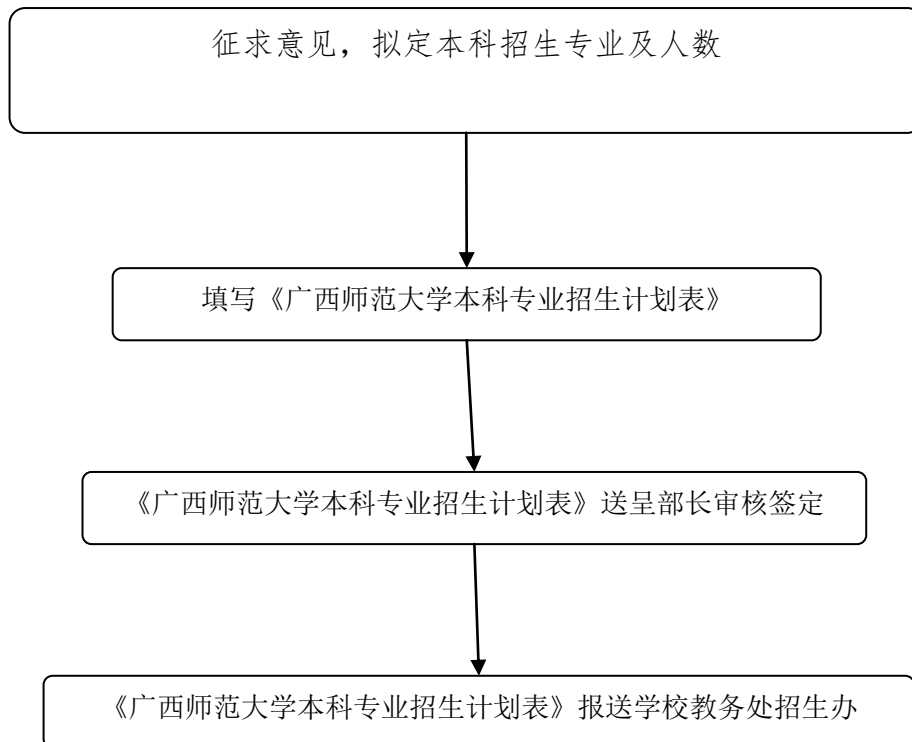 征求意见，拟定本科招生专业及人数
填写《广西师范大学本科专业招生计划表》
《广西师范大学本科专业招生计划表》送呈部长审核签定
《广西师范大学本科专业招生计划表》报送学校教务处招生办